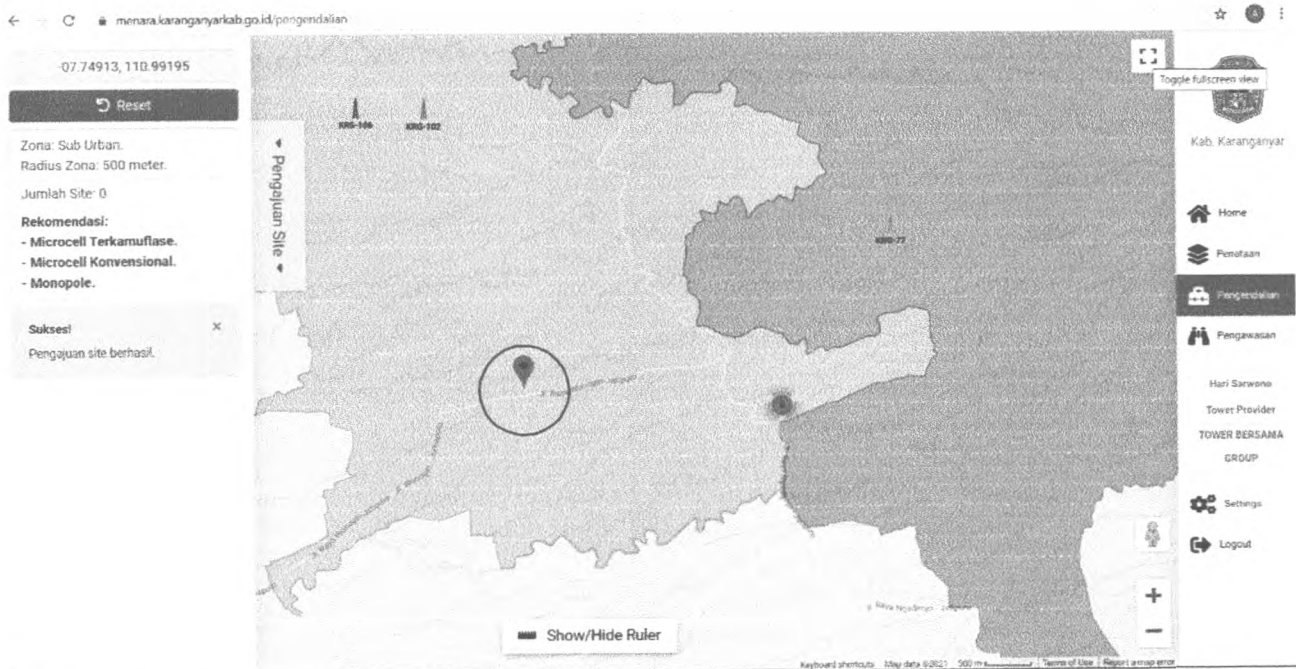 menara.karanganyarkab.go.id/pengendalian
-07.74913, 110.99195
Reset
Zona: Sub Urban.
Radius Zona: 500 meter.
Jumlah Site: 0
Rekomendasi:
- Microcell Terkamuflase.
- Microcell Konvensional.
- Monopole.
Sukses!
Pengajuan site berhasil.
Pengajuan Site
KRG-106
KRG-102
KRG-77
Show/Hide Ruler
Keyboard shortcuts
Map data ©2021
500 m
Terms of Use
Report a map error
Toggle fullscreen view
Kab. Karanganyar
Home
Penataan
Pengendalian
Pengawasan
Hari Sarwono
Tower Provider
TOWER BERSAMA
GROUP
Settings
Logout